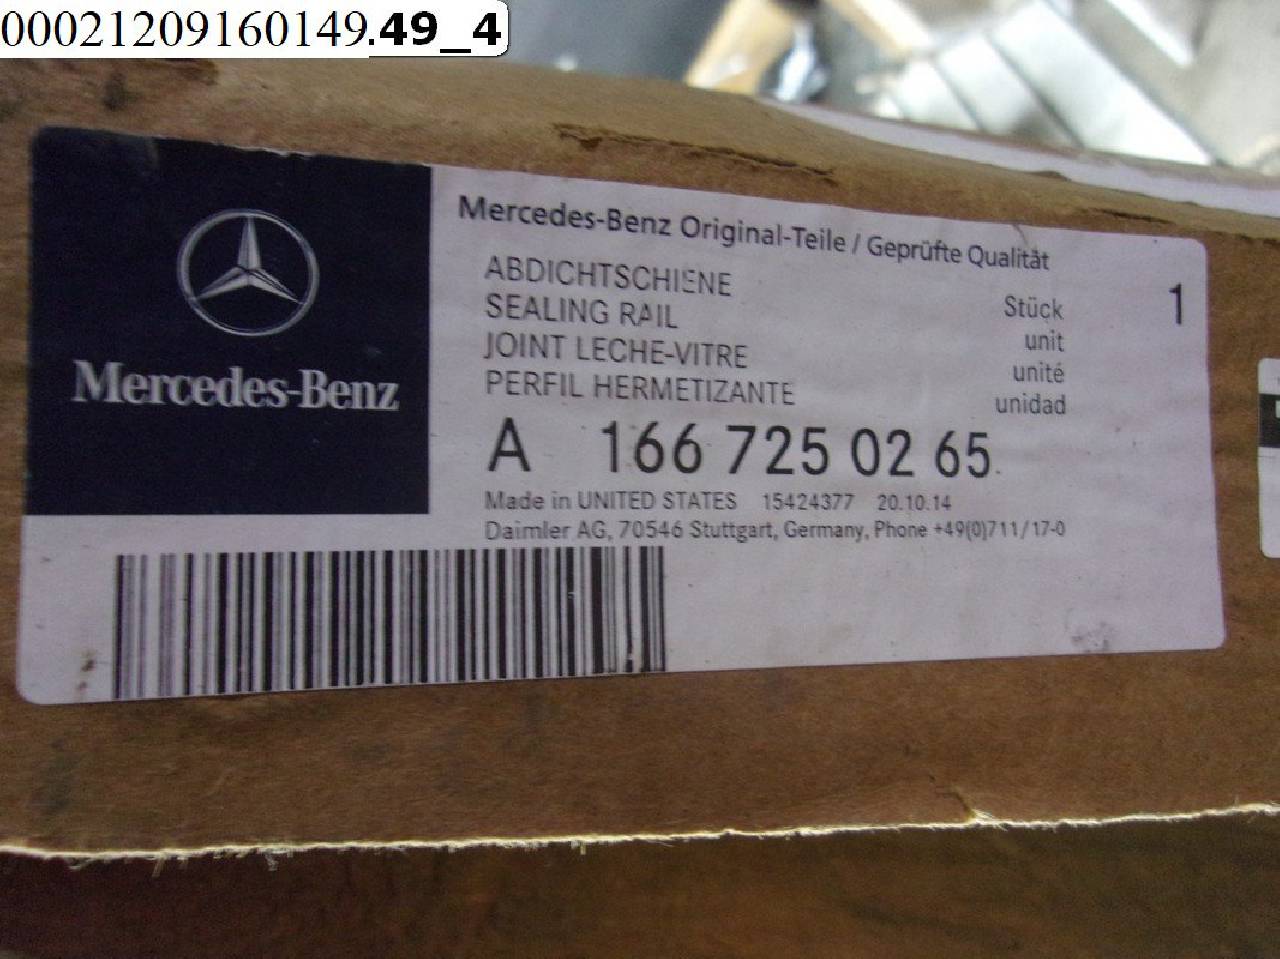 00021209160149.49_4
Mercedes-Benz Original-Teile / Geprüfte Qualität
ABDICHTSCHIENE
SEALING RAIL
JOINT LECHE-VITRE
PERFIL HERMETIZANTE
Stück 1
unit
unité
unidad
Mercedes-Benz
A 166 725 02 65
Made in UNITED STATES 15424377 20.10.14
Daimler AG, 70546 Stuttgart, Germany, Phone +49(0)711/17-0